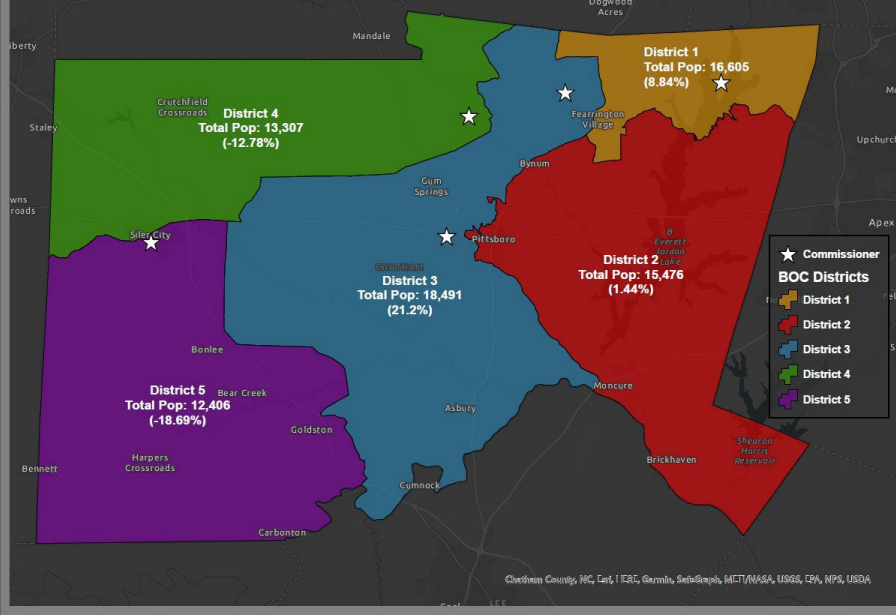 Dogwood
Acres
Mandale
iberty
District 1
Total Pop: 16,605
(8.84%)
Crutchfield
Crossroads
District 4
Total Pop: 13,307
(-12.78%)
Staley
Fearrington
Village
Upchurc
Bynum
Gum
Springs
wns
roads
Apex
Siler City
Pittsboro
B
Everett
Jordan
Lake
District 2
Total Pop: 15,476
(1.44%)
CHATHAM
District 3
Total Pop: 18,491
(21.2%)
Commissioner
BOC Districts
District 1
District 2
District 3
District 4
District 5
Bonlee
District 5
Total Pop: 12,406
(-18.69%)
Bear Creek
Moncure
Asbury
Goldston
Shearon
Harris
Reservoir
Harpers
Crossroads
Bennett
Brickhaven
Cumnock
Carbonton
Chatham County, NC, Esri, HERE, Garmin, SafeGraph, METI/NASA, USGS, EPA, NPS, USDA